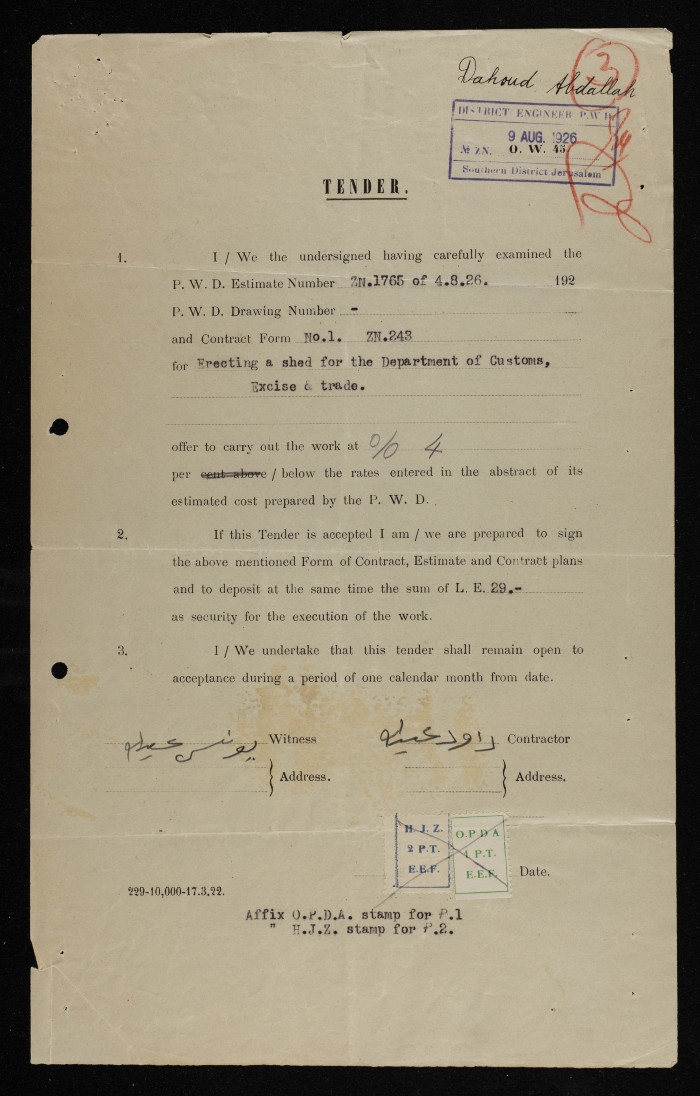 Dahoud Abdallah
3
DISTRICT ENGINEER P.W.D.
9 AUG. 1926
№ ZN. O. W. 45
Southern District Jerusalem
TENDER.
1. I / We the undersigned having carefully examined the
P. W. D. Estimate Number ZN.1765 of 4.8.26. 192
P. W. D. Drawing Number -
and Contract Form No.1. ZN.243
for Erecting a shed for the Department of Customs,
Excise & trade.
offer to carry out the work at % 4
per cent above / below the rates entered in the abstract of its
estimated cost prepared by the P. W. D.
2. If this Tender is accepted I am / we are prepared to sign
the above mentioned Form of Contract, Estimate and Contract plans
and to deposit at the same time the sum of L. E. 29.-
as security for the execution of the work.
3. I / We undertake that this tender shall remain open to
acceptance during a period of one calendar month from date.
يونس عبدالله Witness داود عبدالله Contractor
Address. Address.
H. J. Z. O.P.D.A
2 P.T. 1 P.T.
E.E.F. E.E.F.
Date.
229-10,000-17.3.22.
Affix O.P.D.A. stamp for P.1
" H.J.Z. stamp for P.2.